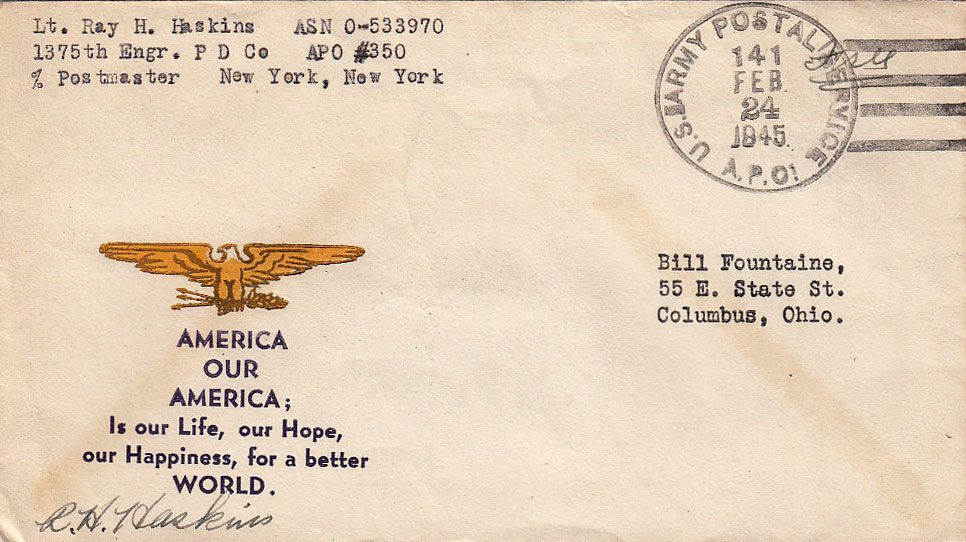 Lt. Ray H. Haskins ASN O-533970
1375th Engr. P D Co APO #350
% Postmaster New York, New York
U.S. ARMY POSTAL SERVICE
141
FEB
24
1945
A.P.O.
Bill Fountaine,
55 E. State St.
Columbus, Ohio.
AMERICA
OUR
AMERICA;
Is our Life, our Hope,
our Happiness, for a better
WORLD.
R.H. Haskins